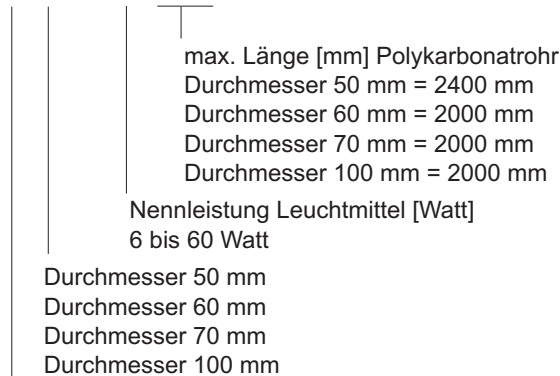 max. Länge [mm] Polykarbonatrohr
Durchmesser 50 mm = 2400 mm
Durchmesser 60 mm = 2000 mm
Durchmesser 70 mm = 2000 mm
Durchmesser 100 mm = 2000 mm
Nennleistung Leuchtmittel [Watt]
6 bis 60 Watt
Durchmesser 50 mm
Durchmesser 60 mm
Durchmesser 70 mm
Durchmesser 100 mm